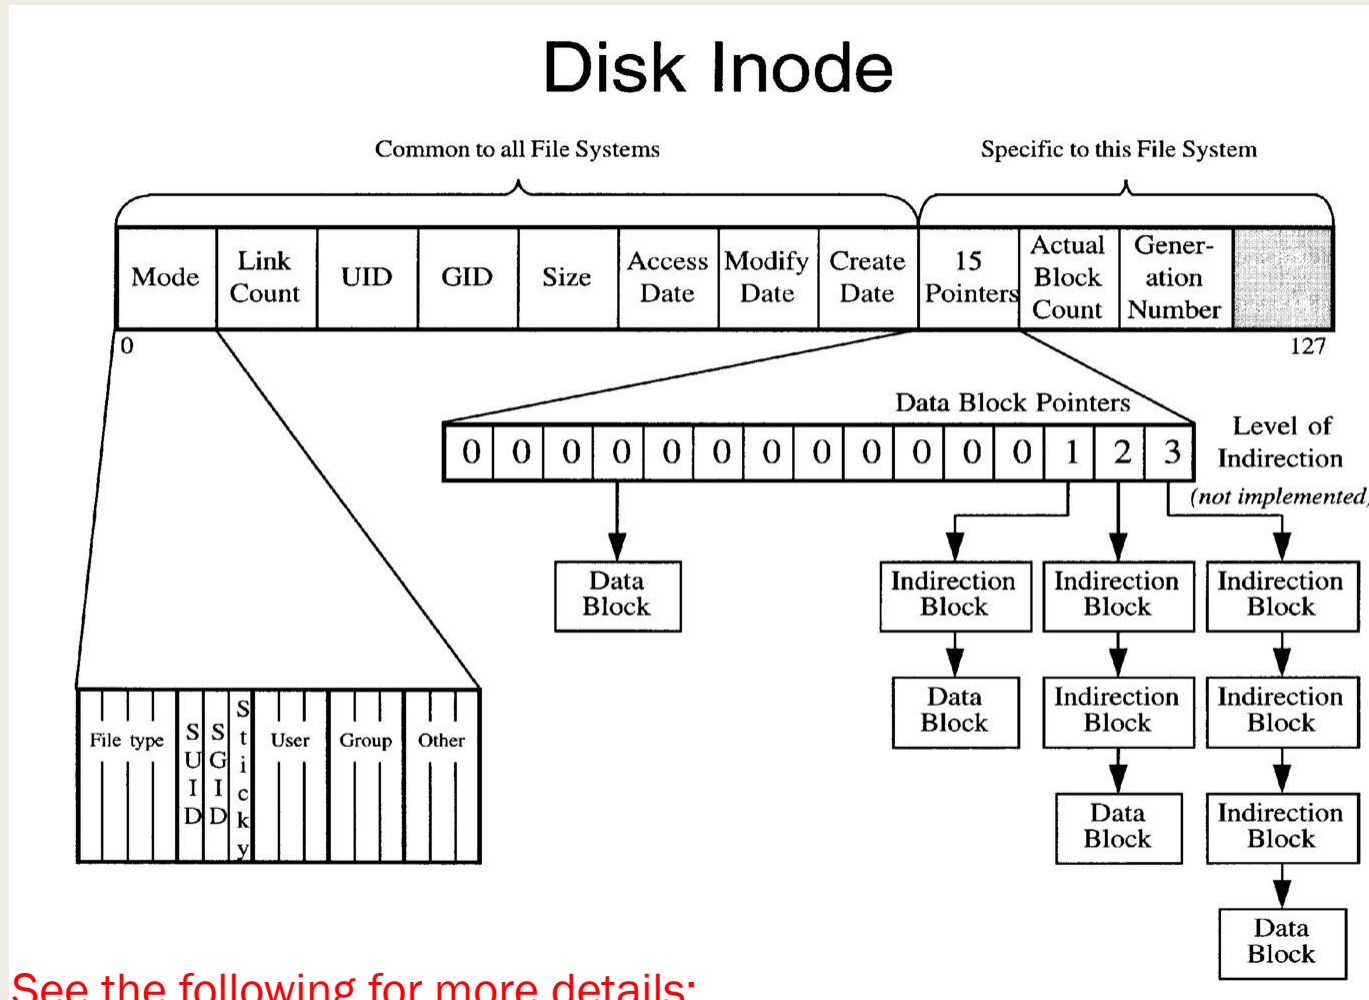 Disk Inode
Common to all File Systems
Specific to this File System
Mode
Link
Count
UID
GID
Size
Access
Date
Modify
Date
Create
Date
15
Pointers
Actual
Block
Count
Gener-
ation
Number
0
127
Data Block Pointers
0 0 0 0 0 0 0 0 0 0 0 0 1 2 3
Level of
Indirection
(not implemented)
Data
Block
Indirection
Block
Indirection
Block
Indirection
Block
Data
Block
Indirection
Block
Indirection
Block
Data
Block
Indirection
Block
Data
Block
File type
SUID
SGID
Sticky
User
Group
Other
See the following for more details: